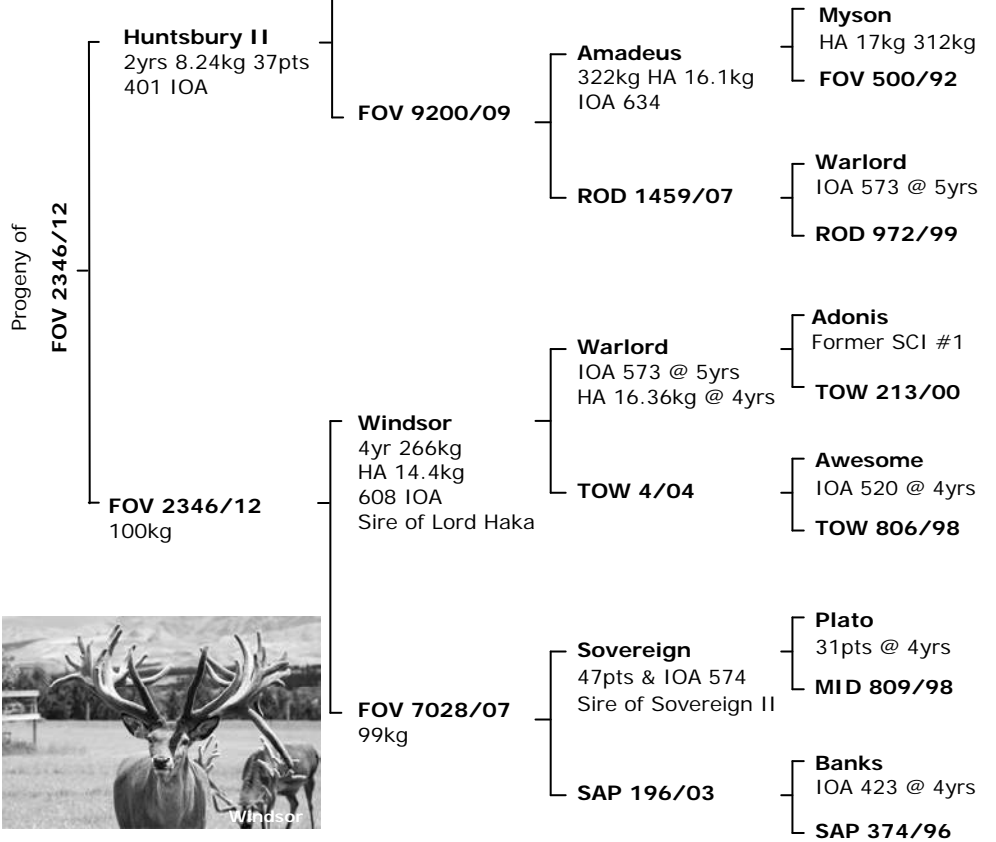 Progeny of
FOV 2346/12
Huntsbury II
2yrs 8.24kg 37pts
401 IOA
FOV 9200/09
Amadeus
322kg HA 16.1kg
IOA 634
Myson
HA 17kg 312kg
FOV 500/92
ROD 1459/07
Warlord
IOA 573 @ 5yrs
ROD 972/99
FOV 2346/12
100kg
Windsor
4yr 266kg
HA 14.4kg
608 IOA
Sire of Lord Haka
Warlord
IOA 573 @ 5yrs
HA 16.36kg @ 4yrs
Adonis
Former SCI #1
TOW 213/00
TOW 4/04
Awesome
IOA 520 @ 4yrs
TOW 806/98
FOV 7028/07
99kg
Sovereign
47pts & IOA 574
Sire of Sovereign II
Plato
31pts @ 4yrs
MID 809/98
SAP 196/03
Banks
IOA 423 @ 4yrs
SAP 374/96
Windsor